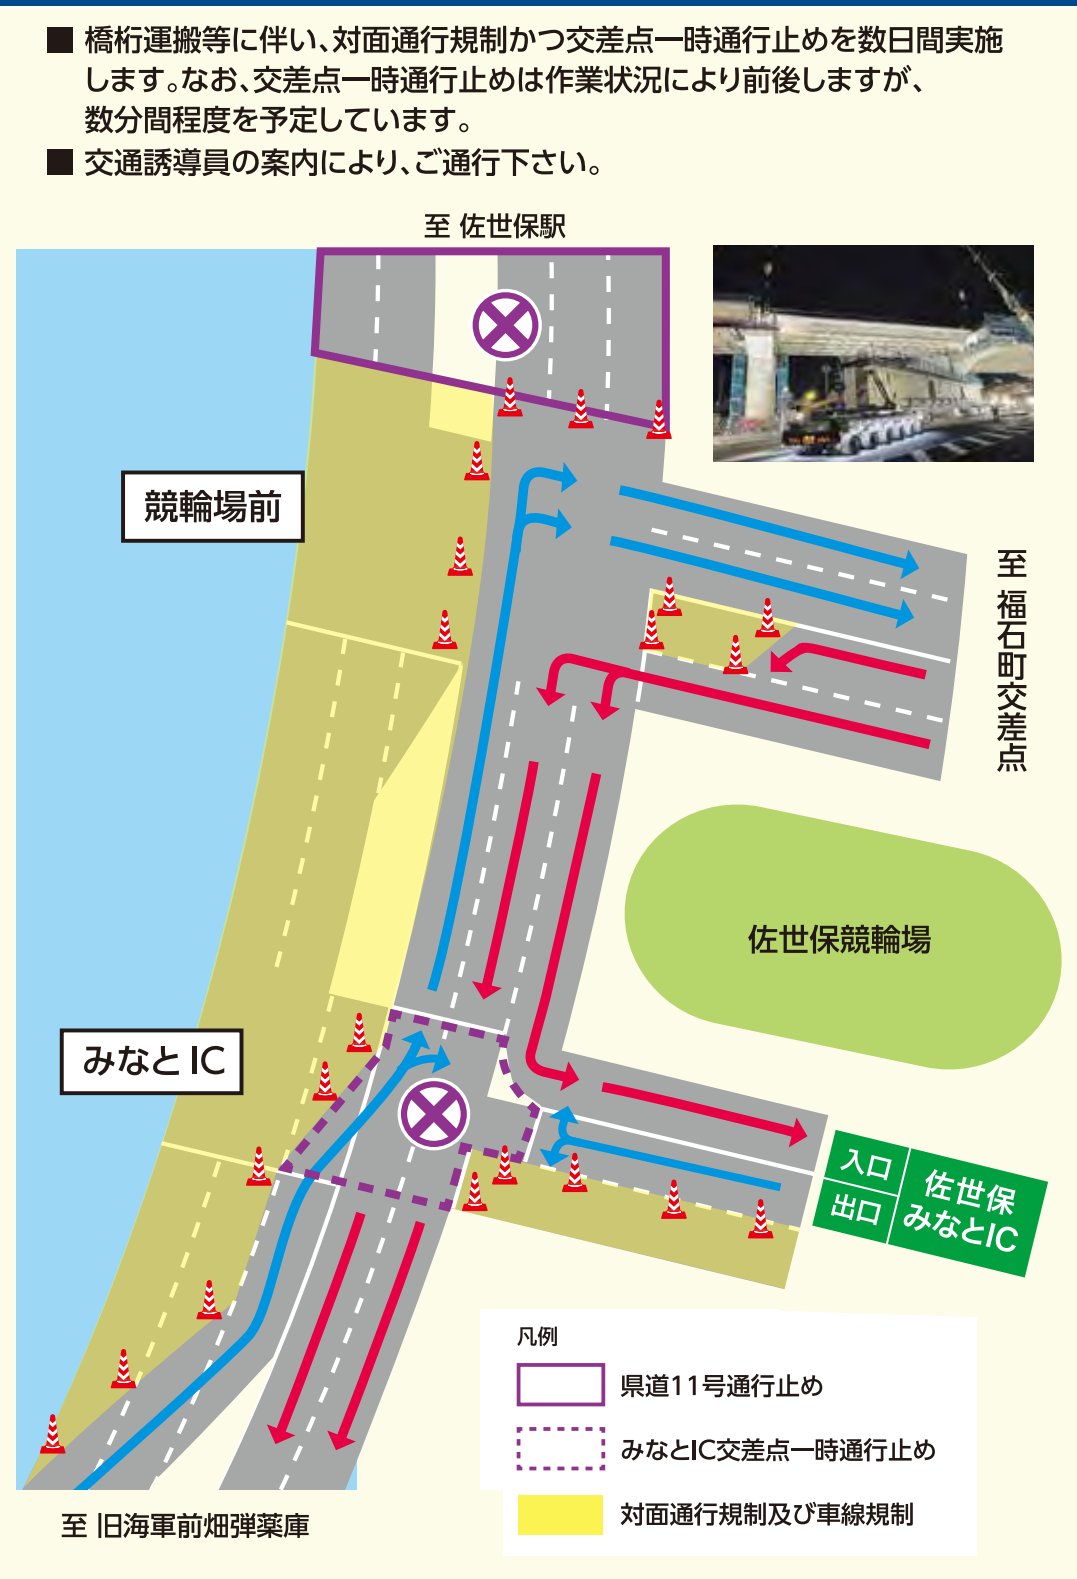 ■ 橋桁運搬等に伴い、対面通行規制かつ交差点一時通行止めを数日間実施
します。なお、交差点一時通行止めは作業状況により前後しますが、
数分間程度を予定しています。
■ 交通誘導員の案内により、ご通行下さい。
至 佐世保駅
競輪場前
至 福石町交差点
佐世保競輪場
みなとIC
入口
出口
佐世保
みなとIC
凡例
県道11号通行止め
みなとIC交差点一時通行止め
対面通行規制及び車線規制
至 旧海軍前畑弾薬庫